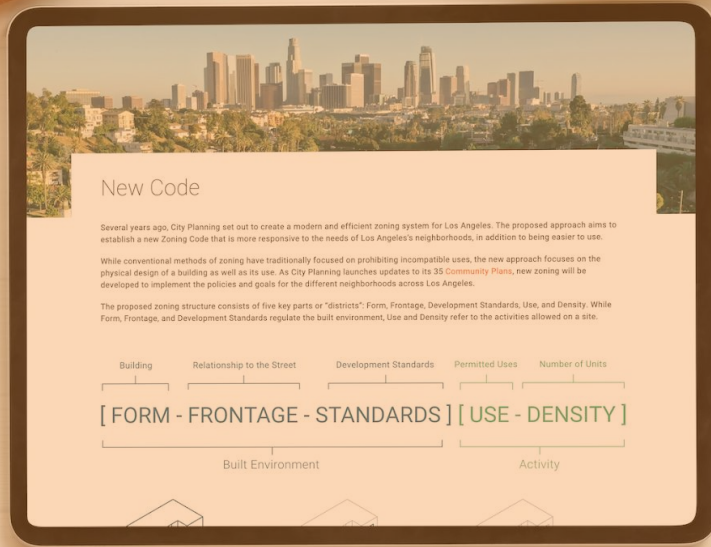 New Code
Several years ago, City Planning set out to create a modern and efficient zoning system for Los Angeles. The proposed approach aims to
establish a new Zoning Code that is more responsive to the needs of Los Angeles's neighborhoods, in addition to being easier to use.
While conventional methods of zoning have traditionally focused on prohibiting incompatible uses, the new approach focuses on the
physical design of a building as well as its use. As City Planning launches updates to its 35 Community Plans, new zoning will be
developed to implement the policies and goals for the different neighborhoods across Los Angeles.
The proposed zoning structure consists of five key parts or "districts": Form, Frontage, Development Standards, Use, and Density. While
Form, Frontage, and Development Standards regulate the built environment, Use and Density refer to the activities allowed on a site.
Building Relationship to the Street Development Standards Permitted Uses Number of Units
[ FORM - FRONTAGE - STANDARDS ] [ USE - DENSITY ]
Built Environment Activity